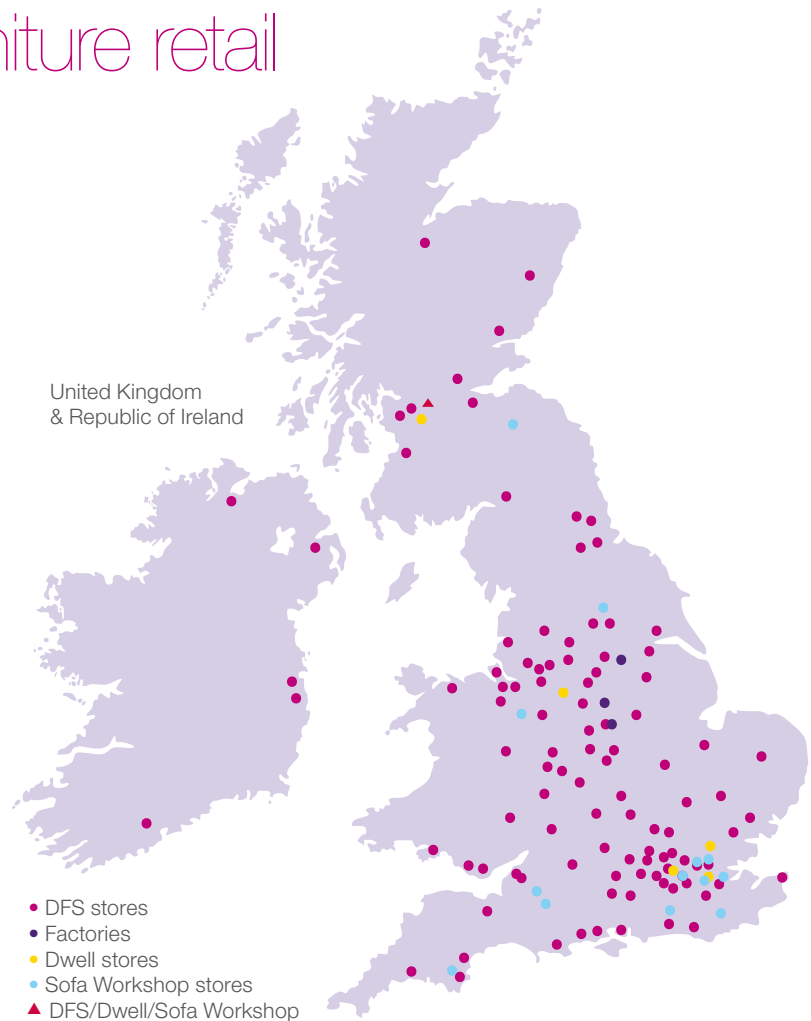 niture retail
United Kingdom
& Republic of Ireland
DFS stores
Factories
Dwell stores
Sofa Workshop stores
DFS/Dwell/Sofa Workshop